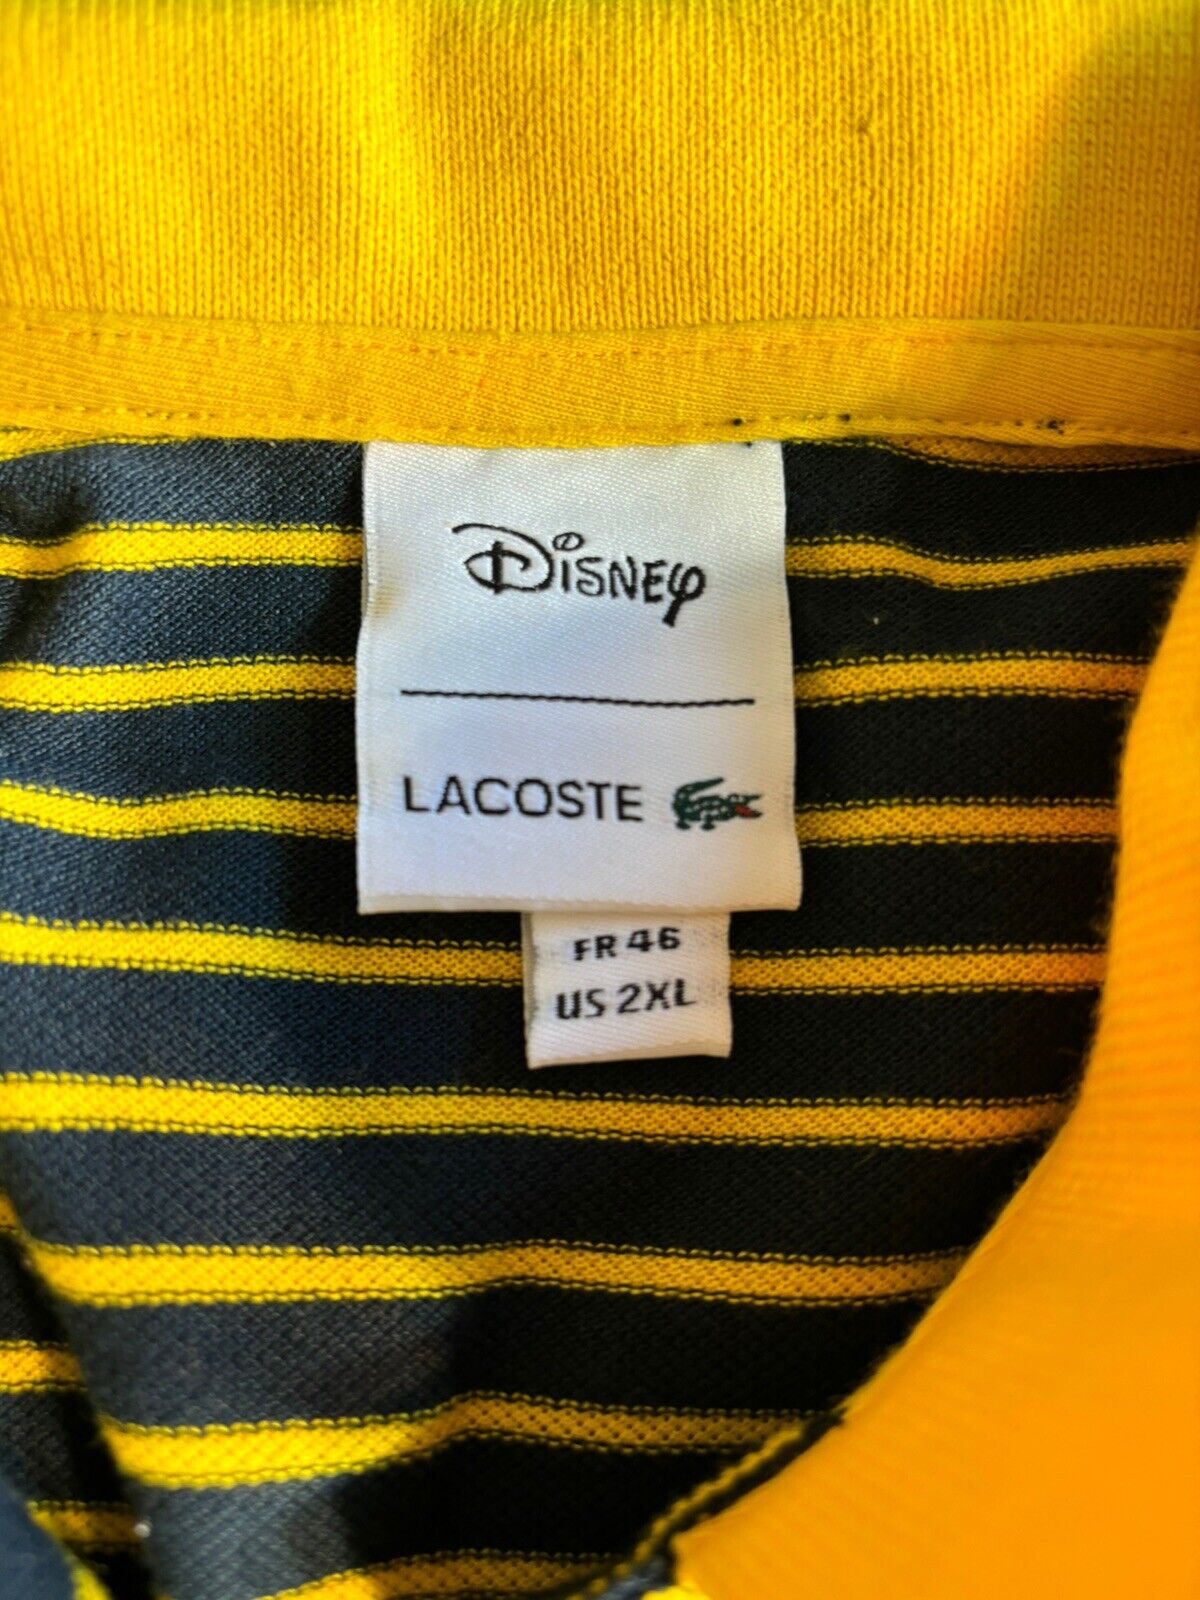 Disney
LACOSTE
FR 46
US 2XL